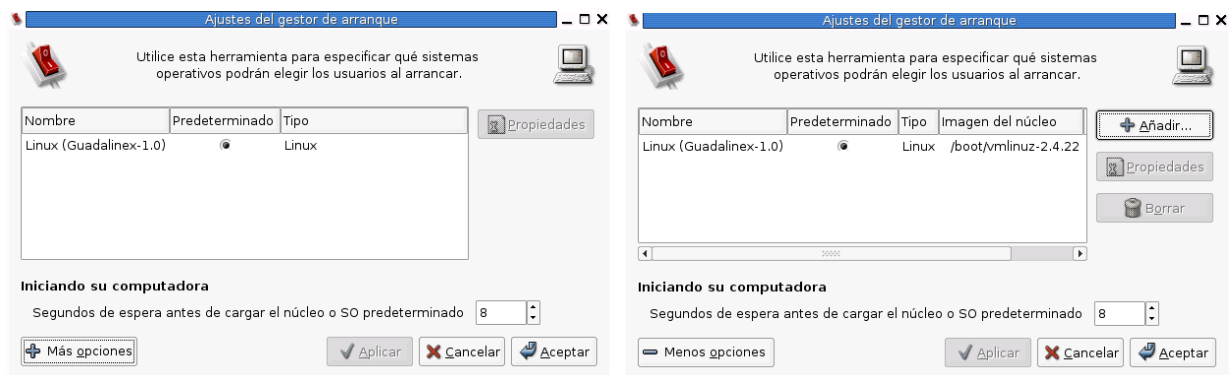 Ajustes del gestor de arranque
Utilice esta herramienta para especificar qué sistemas
operativos podrán elegir los usuarios al arrancar.
Nombre Predeterminado Tipo
Linux (Guadalinex-1.0) Linux
Propiedades
Iniciando su computadora
Segundos de espera antes de cargar el núcleo o SO predeterminado 8
Más opciones Aplicar Cancelar Aceptar
Ajustes del gestor de arranque
Utilice esta herramienta para especificar qué sistemas
operativos podrán elegir los usuarios al arrancar.
Nombre Predeterminado Tipo Imagen del núcleo
Linux (Guadalinex-1.0) Linux /boot/vmlinuz-2.4.22
Añadir...
Propiedades
Borrar
Iniciando su computadora
Segundos de espera antes de cargar el núcleo o SO predeterminado 8
Menos opciones Aplicar Cancelar Aceptar